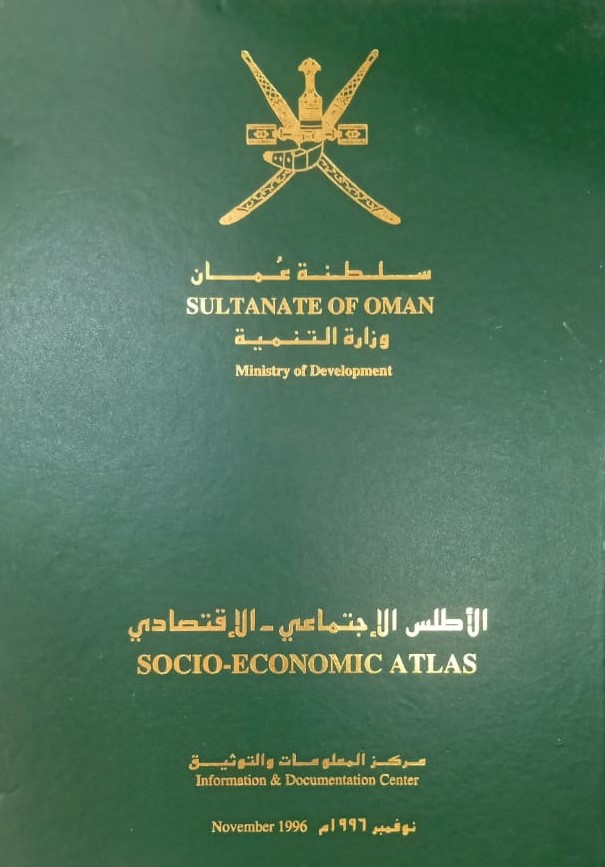 سلطنة عُمان
SULTANATE OF OMAN
وزارة التنمية
Ministry of Development
الأطلس الإجتماعي - الإقتصادي
SOCIO-ECONOMIC ATLAS
مركز المعلومات والتوثيق
Information & Documentation Center
November 1996 نوفمبر ١٩٩٦م